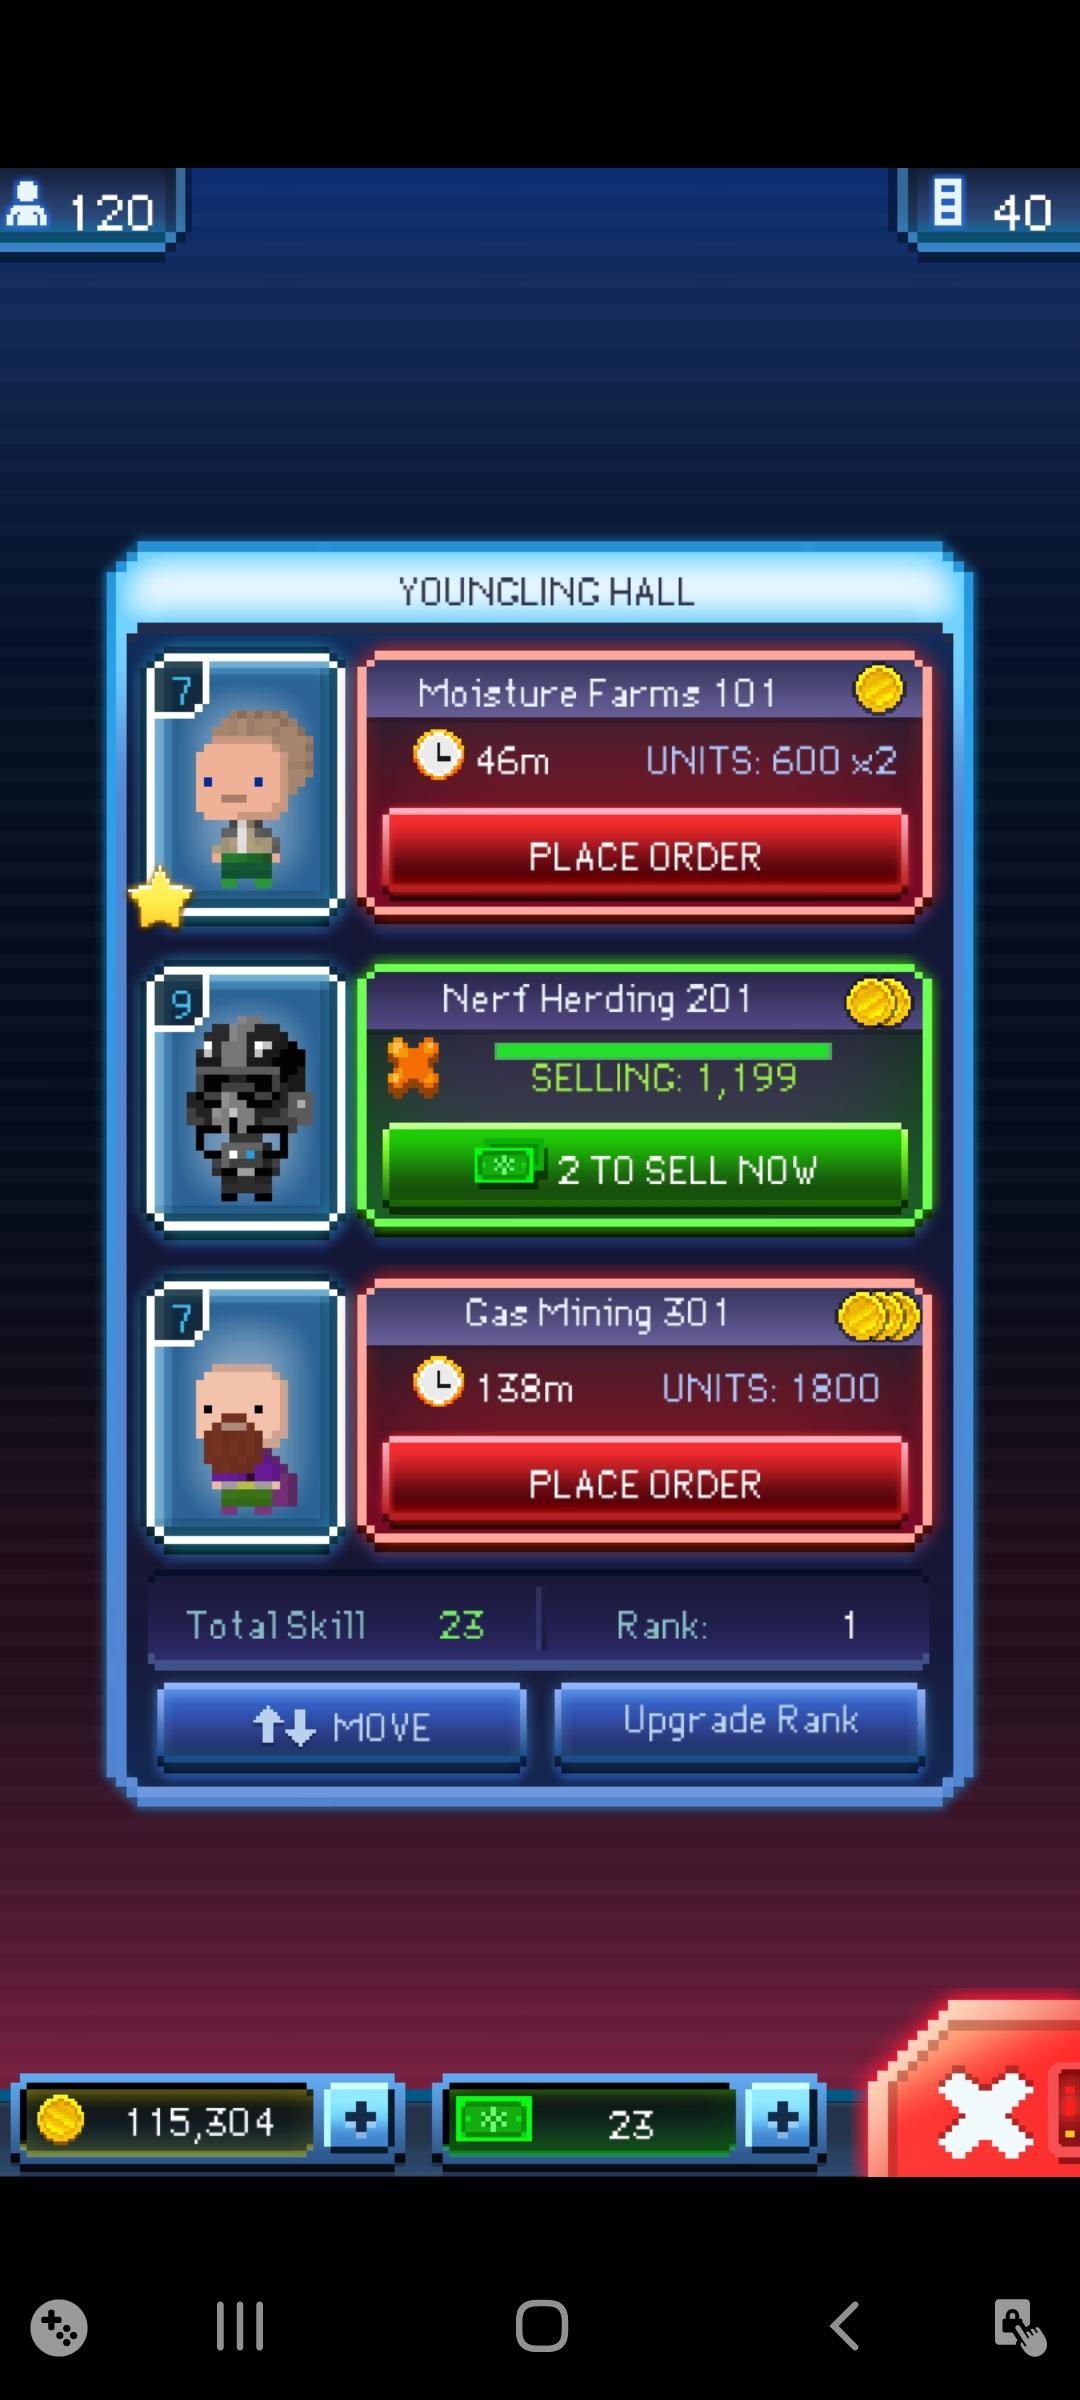 120
40
YOUNGLING HALL
7
Moisture Farms 101
46m UNITS: 600 x2
PLACE ORDER
9
Nerf Herding 201
SELLING: 1,199
2 TO SELL NOW
7
Gas Mining 301
138m UNITS: 1800
PLACE ORDER
Total Skill 23 Rank: 1
MOVE Upgrade Rank
115,304 + 23 +